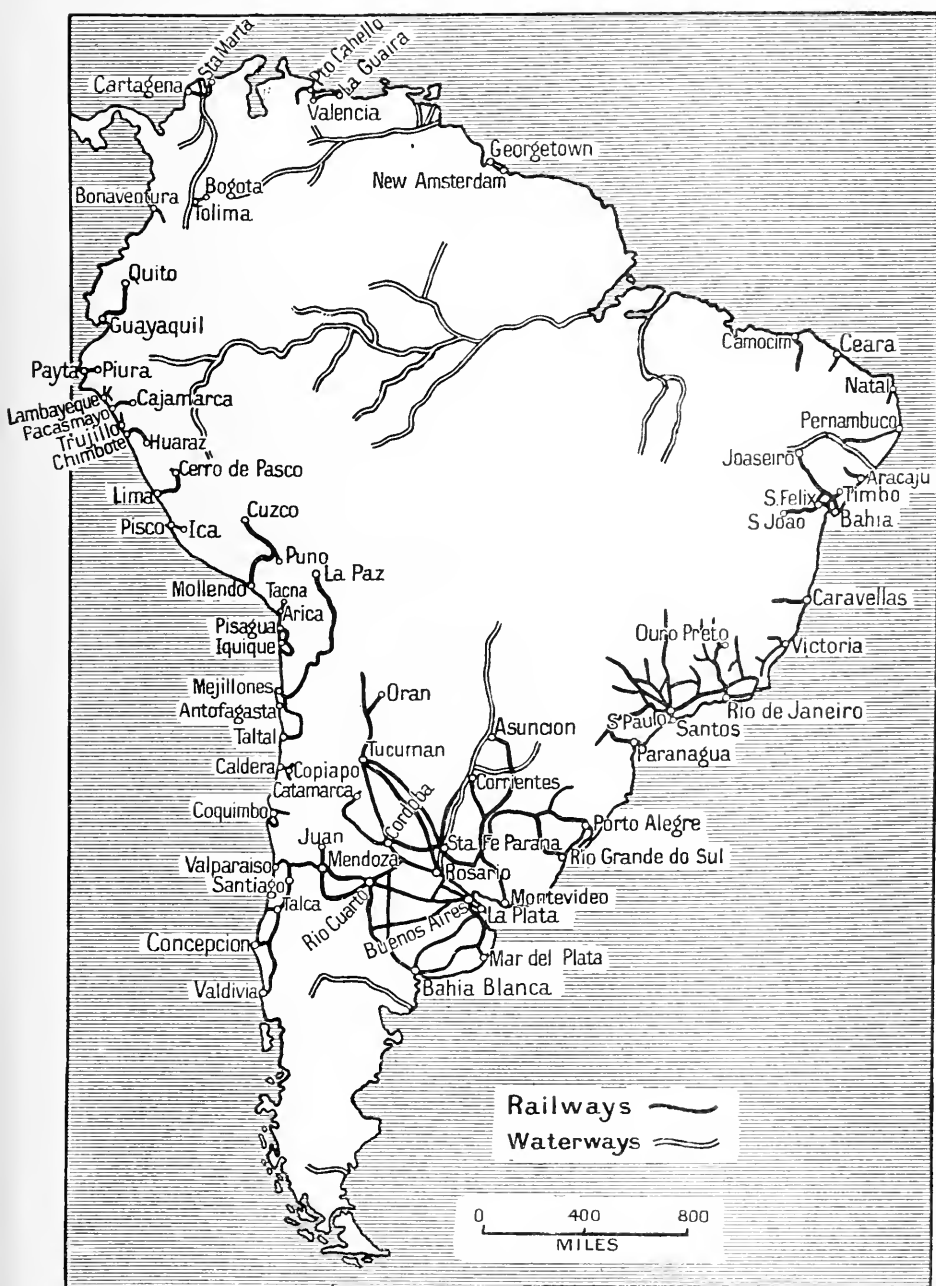 Sta Marta
Pto Cabello
La Guaira
Cartagena
Valencia
Georgetown
New Amsterdam
Bonaventura
Bogota
Tolima
Quito
Guayaquil
Payta
Piura
Lambayeque
Pacasmayo
Trujillo
Chimbote
Cajamarca
Huaraz
Cerro de Pasco
Lima
Pisco
Ica
Cuzco
Puno
La Paz
Mollendo
Tacna
Arica
Pisagua
Iquique
Mejillones
Antofagasta
Taltal
Caldera
Copiapo
Catamarca
Coquimbo
Oran
Tucuman
Asuncion
Corrientes
Cordoba
Juan
Mendoza
Valparaiso
Santiago
Talca
Rio Cuarto
Sta Fe
Parana
Rosario
Buenos Aires
La Plata
Montevideo
Concepcion
Valdivia
Mar del Plata
Bahia Blanca
Camocim
Ceara
Natal
Pernambuco
Joaseiro
Aracaju
S. Felix
Timbo
S Joao
Bahia
Caravellas
Ouro Preto
Victoria
Rio de Janeiro
S. Paulo
Santos
Paranagua
Porto Alegre
Rio Grande do Sul
Railways
Waterways
0 400 800
MILES